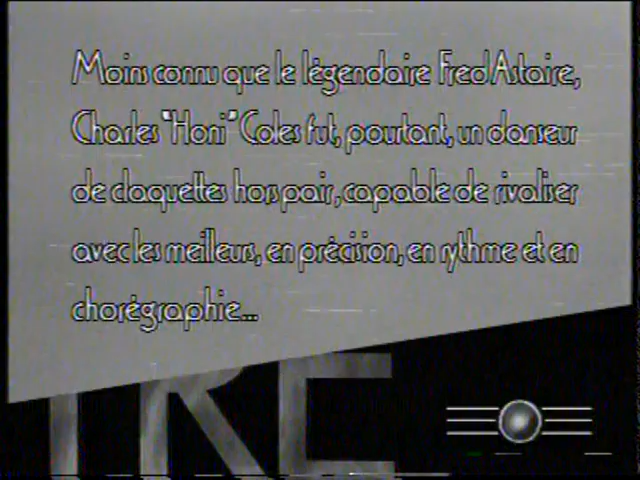 Moins connu que le légendaire Fred Astaire,
Charles "Honi" Coles fut, pourtant, un danseur
de claquettes hors pair, capable de rivaliser
avec les meilleurs, en précision, en rythme et en
chorégraphie...
TRE